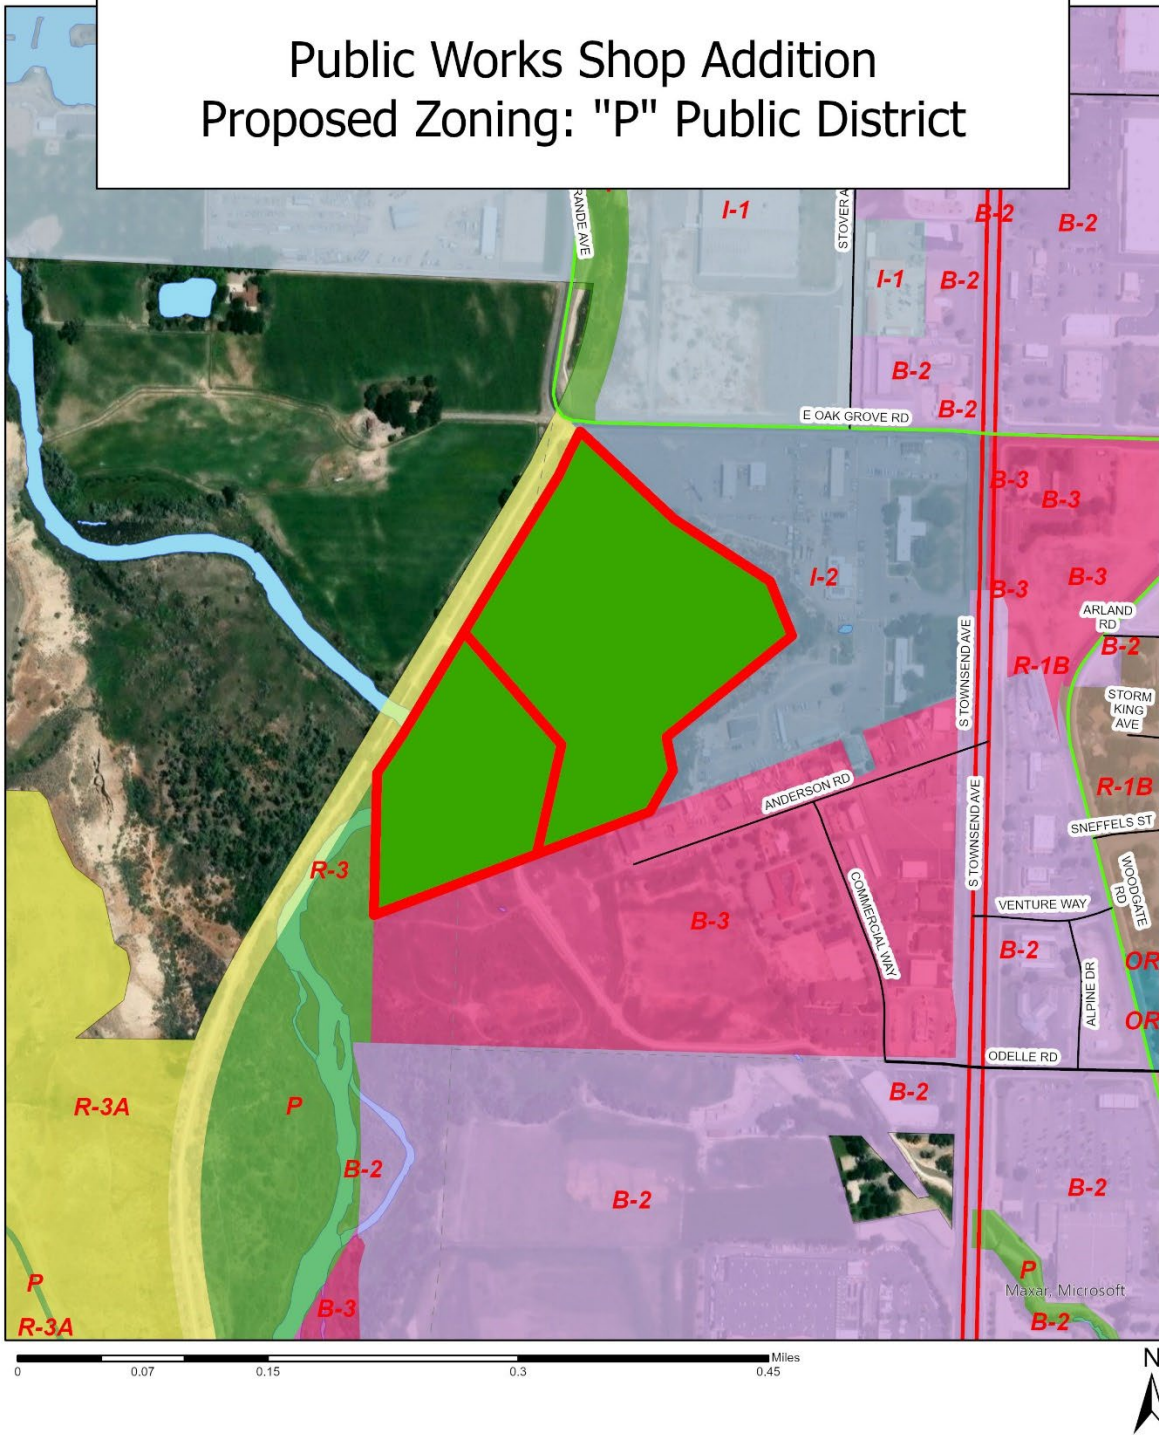 Public Works Shop Addition
Proposed Zoning: "P" Public District
RANDE AVE
I-1
STOVER A
B-2
B-2
I-1
B-2
B-2
B-2
E OAK GROVE RD
B-3
B-3
I-2
B-3
B-3
ARLAND
RD
B-2
R-1B
S TOWNSEND AVE
STORM
KING
AVE
ANDERSON RD
R-1B
S TOWNSEND AVE
SNEFFELS ST
R-3
COMMERCIAL WAY
WOODGATE
RD
VENTURE WAY
B-3
B-2
OR
ALPINE DR
OR
ODELLE RD
R-3A
P
B-2
B-2
B-2
B-2
P
P
Maxar, Microsoft
B-3
B-2
R-3A
0
0.07
0.15
0.3
0.45
Miles
N